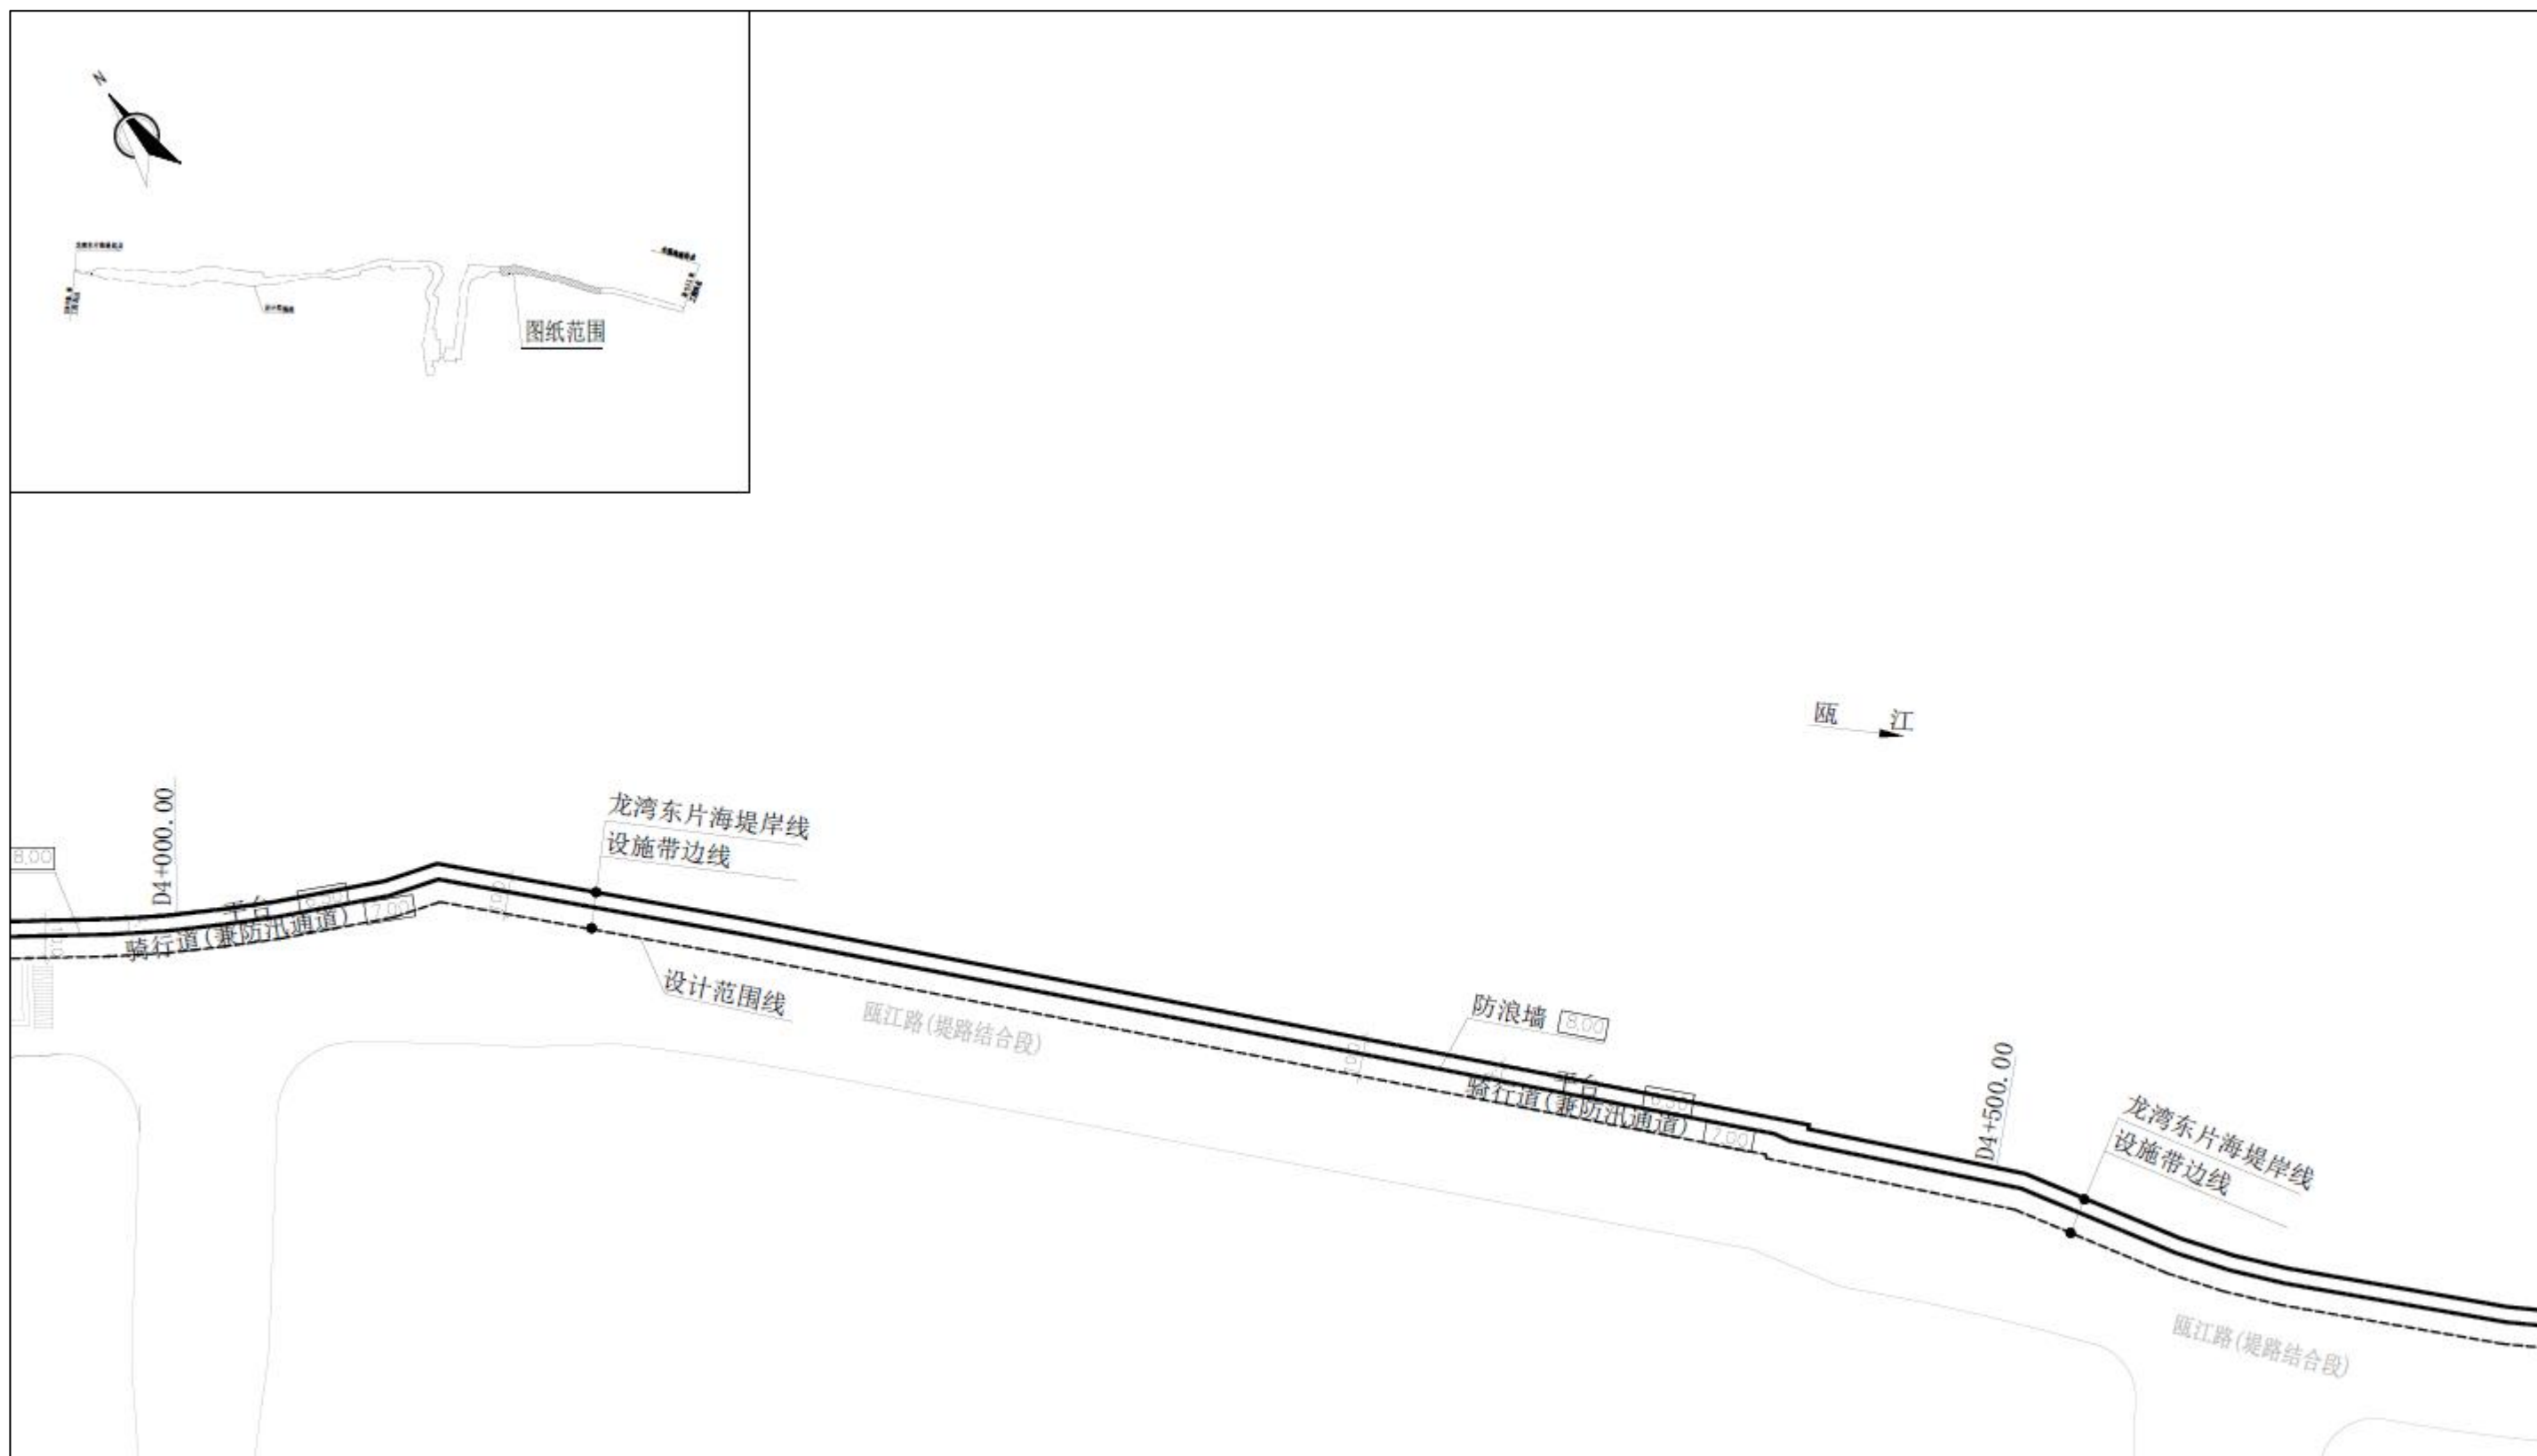 N
图纸范围
瓯 江
D4+000.00
龙湾东片海堤岸线
设施带边线
8.00
平台
骑行道(兼防汛通道) 7.00
设计范围线
瓯江路(堤路结合段)
防浪墙 8.00
平台 6.50
骑行道(兼防汛通道) 7.00
D4+500.00
龙湾东片海堤岸线
设施带边线
瓯江路(堤路结合段)